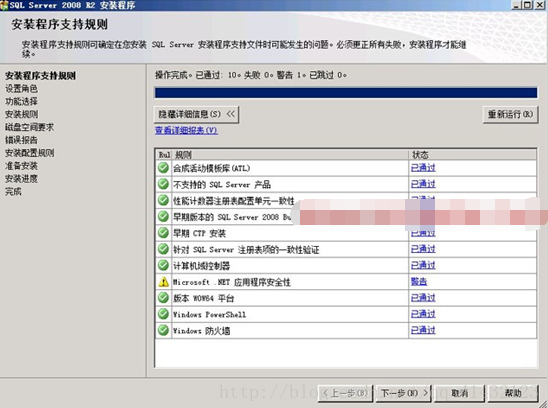 SQL Server 2008 R2 安装程序
安装程序支持规则
安装程序支持规则可确定在您安装 SQL Server 安装程序支持文件时可能发生的问题。必须更正所有失败，安装程序才能继续。
安装程序支持规则
设置角色
功能选择
安装规则
磁盘空间要求
错误报告
安装配置规则
准备安装
安装进度
完成
操作完成。已通过: 10。失败 0。警告 1。已跳过 0。
隐藏详细信息(S) <<
重新运行(R)
查看详细报表(V)
Rul 规则 状态
合成活动模板库(ATL) 已通过
不支持的 SQL Server 产品 已通过
性能计数器注册表配置单元一致性 已通过
早期版本的 SQL Server 2008 Bu 已通过
早期 CTP 安装 已通过
针对 SQL Server 注册表项的一致性验证 已通过
计算机域控制器 已通过
Microsoft .NET 应用程序安全性 警告
版本 WOW64 平台 已通过
Windows PowerShell 已通过
Windows 防火墙 已通过
< 上一步(B) 下一步(N) > 取消 帮助